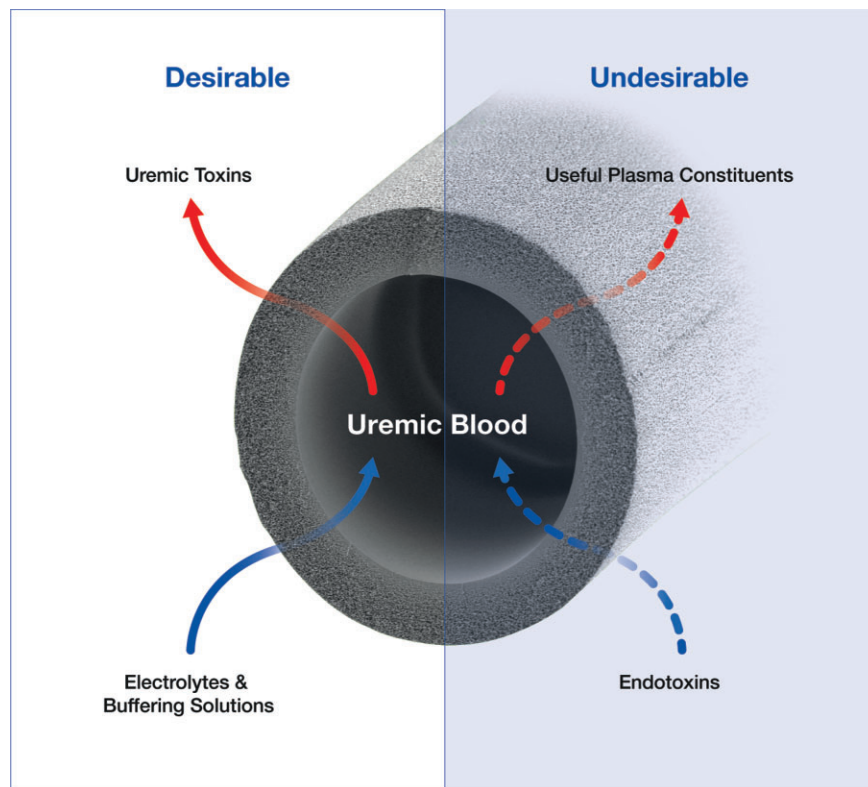 Desirable
Undesirable
Uremic Toxins
Useful Plasma Constituents
Uremic Blood
Electrolytes &
Buffering Solutions
Endotoxins